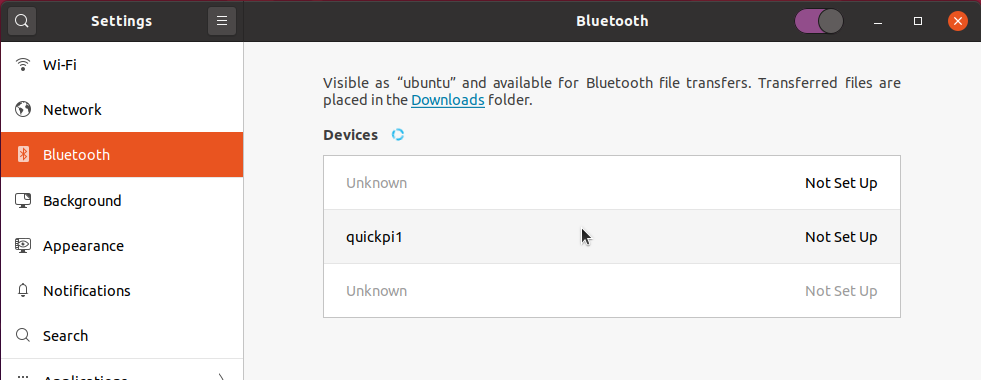 Settings
Bluetooth
Wi-Fi
Network
Bluetooth
Background
Appearance
Notifications
Search
Applications
Visible as “ubuntu” and available for Bluetooth file transfers. Transferred files are
placed in the Downloads folder.
Devices
Unknown Not Set Up
quickpi1 Not Set Up
Unknown Not Set Up